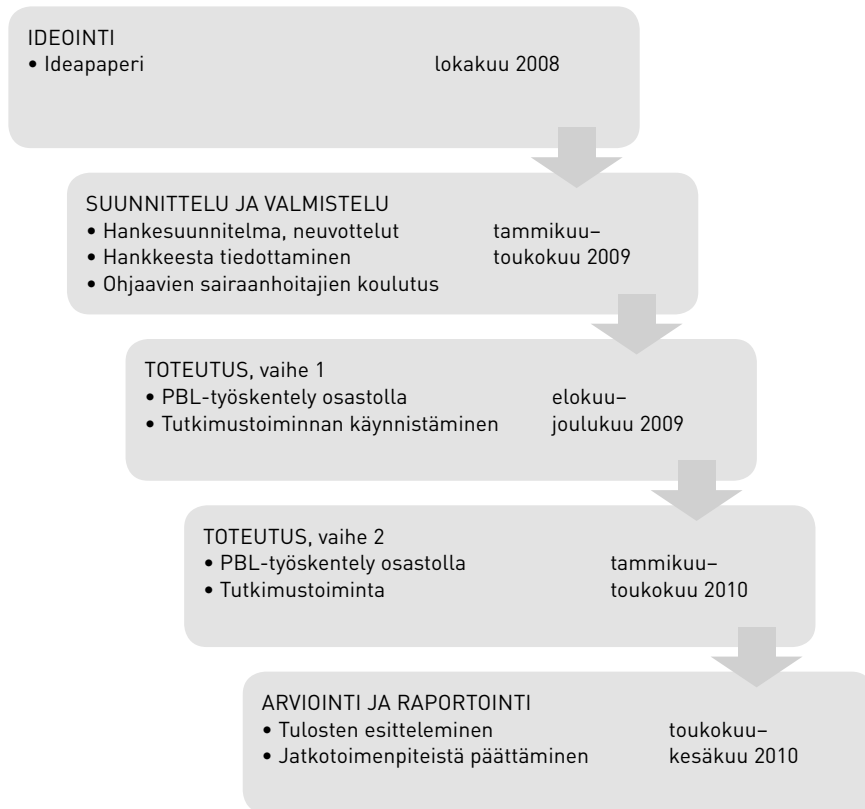 IDEOINTI
• Ideapaperi lokakuu 2008
SUUNNITTELU JA VALMISTELU
• Hankesuunnitelma, neuvottelut tammikuu–
• Hankkeesta tiedottaminen toukokuu 2009
• Ohjaavien sairaanhoitajien koulutus
TOTEUTUS, vaihe 1
• PBL-työskentely osastolla elokuu–
• Tutkimustoiminnan käynnistäminen joulukuu 2009
TOTEUTUS, vaihe 2
• PBL-työskentely osastolla tammikuu–
• Tutkimustoiminta toukokuu 2010
ARVIOINTI JA RAPORTOINTI
• Tulosten esitteleminen toukokuu–
• Jatkotoimenpiteistä päättäminen kesäkuu 2010